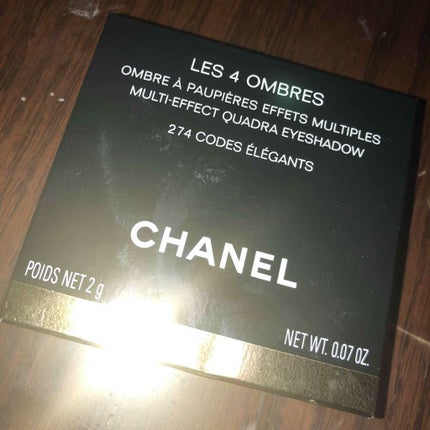 LES 4 OMBRES
OMBRE À PAUPIÈRES EFFETS MULTIPLES
MULTI-EFFECT QUADRA EYESHADOW
274 CODES ÉLÉGANTS
CHANEL
POIDS NET 2 g
NET WT. 0.07 OZ.